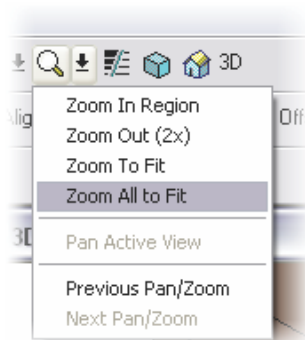 3D
Zoom In Region
Off
Zoom Out (2x)
Zoom To Fit
Zoom All to Fit
Pan Active View
Previous Pan/Zoom
Next Pan/Zoom